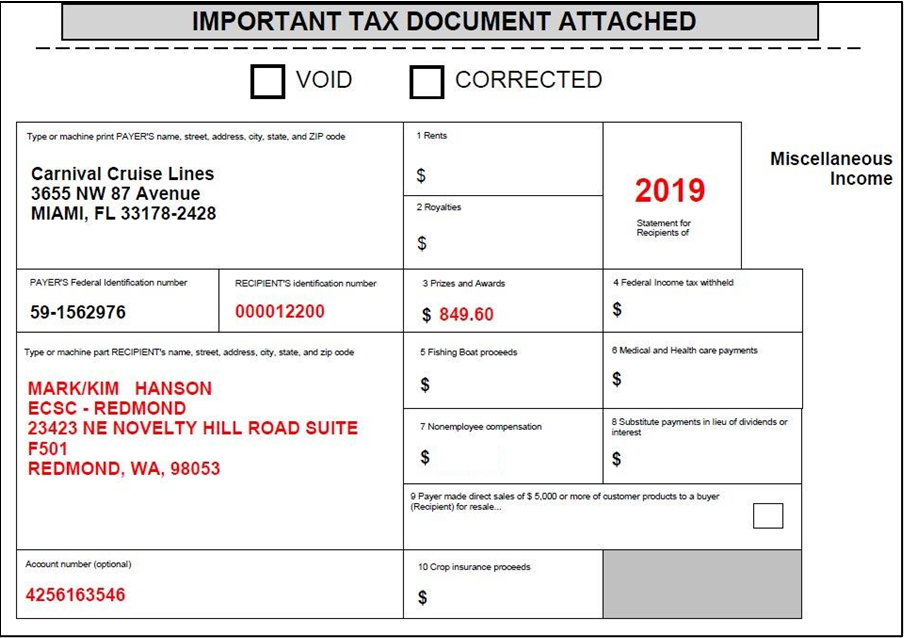 IMPORTANT TAX DOCUMENT ATTACHED
VOID
CORRECTED
Type or machine print PAYER'S name, street, address, city, state, and ZIP code
Carnival Cruise Lines
3655 NW 87 Avenue
MIAMI, FL 33178-2428
1 Rents
$
2 Royalties
$
2019
Statement for
Recipients of
Miscellaneous
Income
PAYER'S Federal Identification number
59-1562976
RECIPIENT'S identification number
000012200
3 Prizes and Awards
$ 849.60
4 Federal Income tax withheld
$
Type or machine part RECIPIENT's name, street, address, city, state, and zip code
MARK/KIM HANSON
ECSC - REDMOND
23423 NE NOVELTY HILL ROAD SUITE
F501
REDMOND, WA, 98053
5 Fishing Boat proceeds
$
6 Medical and Health care payments
$
7 Nonemployee compensation
$
8 Substitute payments in lieu of dividends or
interest
$
9 Payer made direct sales of $ 5,000 or more of customer products to a buyer
(Recipient) for resale...
Account number (optional)
4256163546
10 Crop insurance proceeds
$